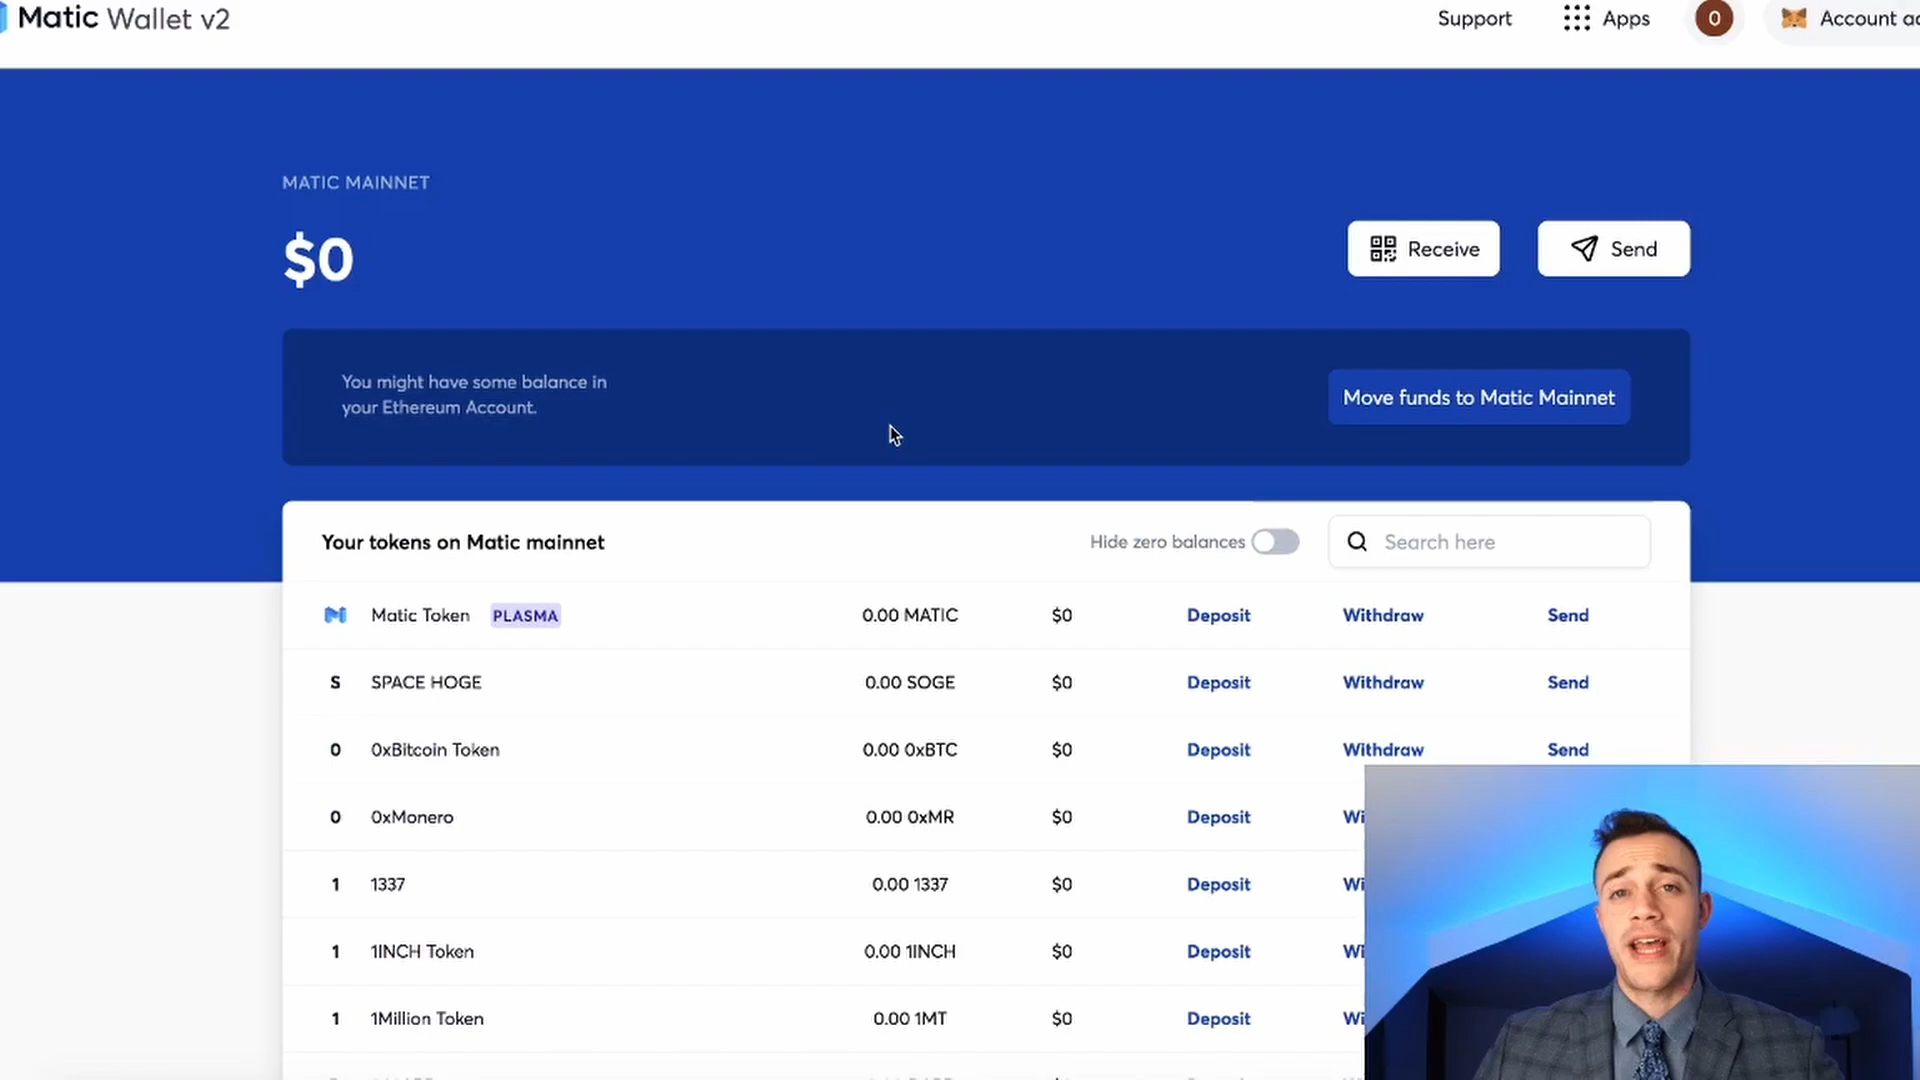 Matic Wallet v2
Support
Apps
0
Account
MATIC MAINNET
$0
Receive
Send
You might have some balance in
your Ethereum Account.
Move funds to Matic Mainnet
Your tokens on Matic mainnet
Hide zero balances
Search here
Matic Token PLASMA 0.00 MATIC $0 Deposit Withdraw Send
S SPACE HOGE 0.00 SOGE $0 Deposit Withdraw Send
0 0xBitcoin Token 0.00 0xBTC $0 Deposit Withdraw Send
0 0xMonero 0.00 0xMR $0 Deposit Wi
1 1337 0.00 1337 $0 Deposit Wi
1 1INCH Token 0.00 1INCH $0 Deposit Wi
1 1Million Token 0.00 1MT $0 Deposit Wi